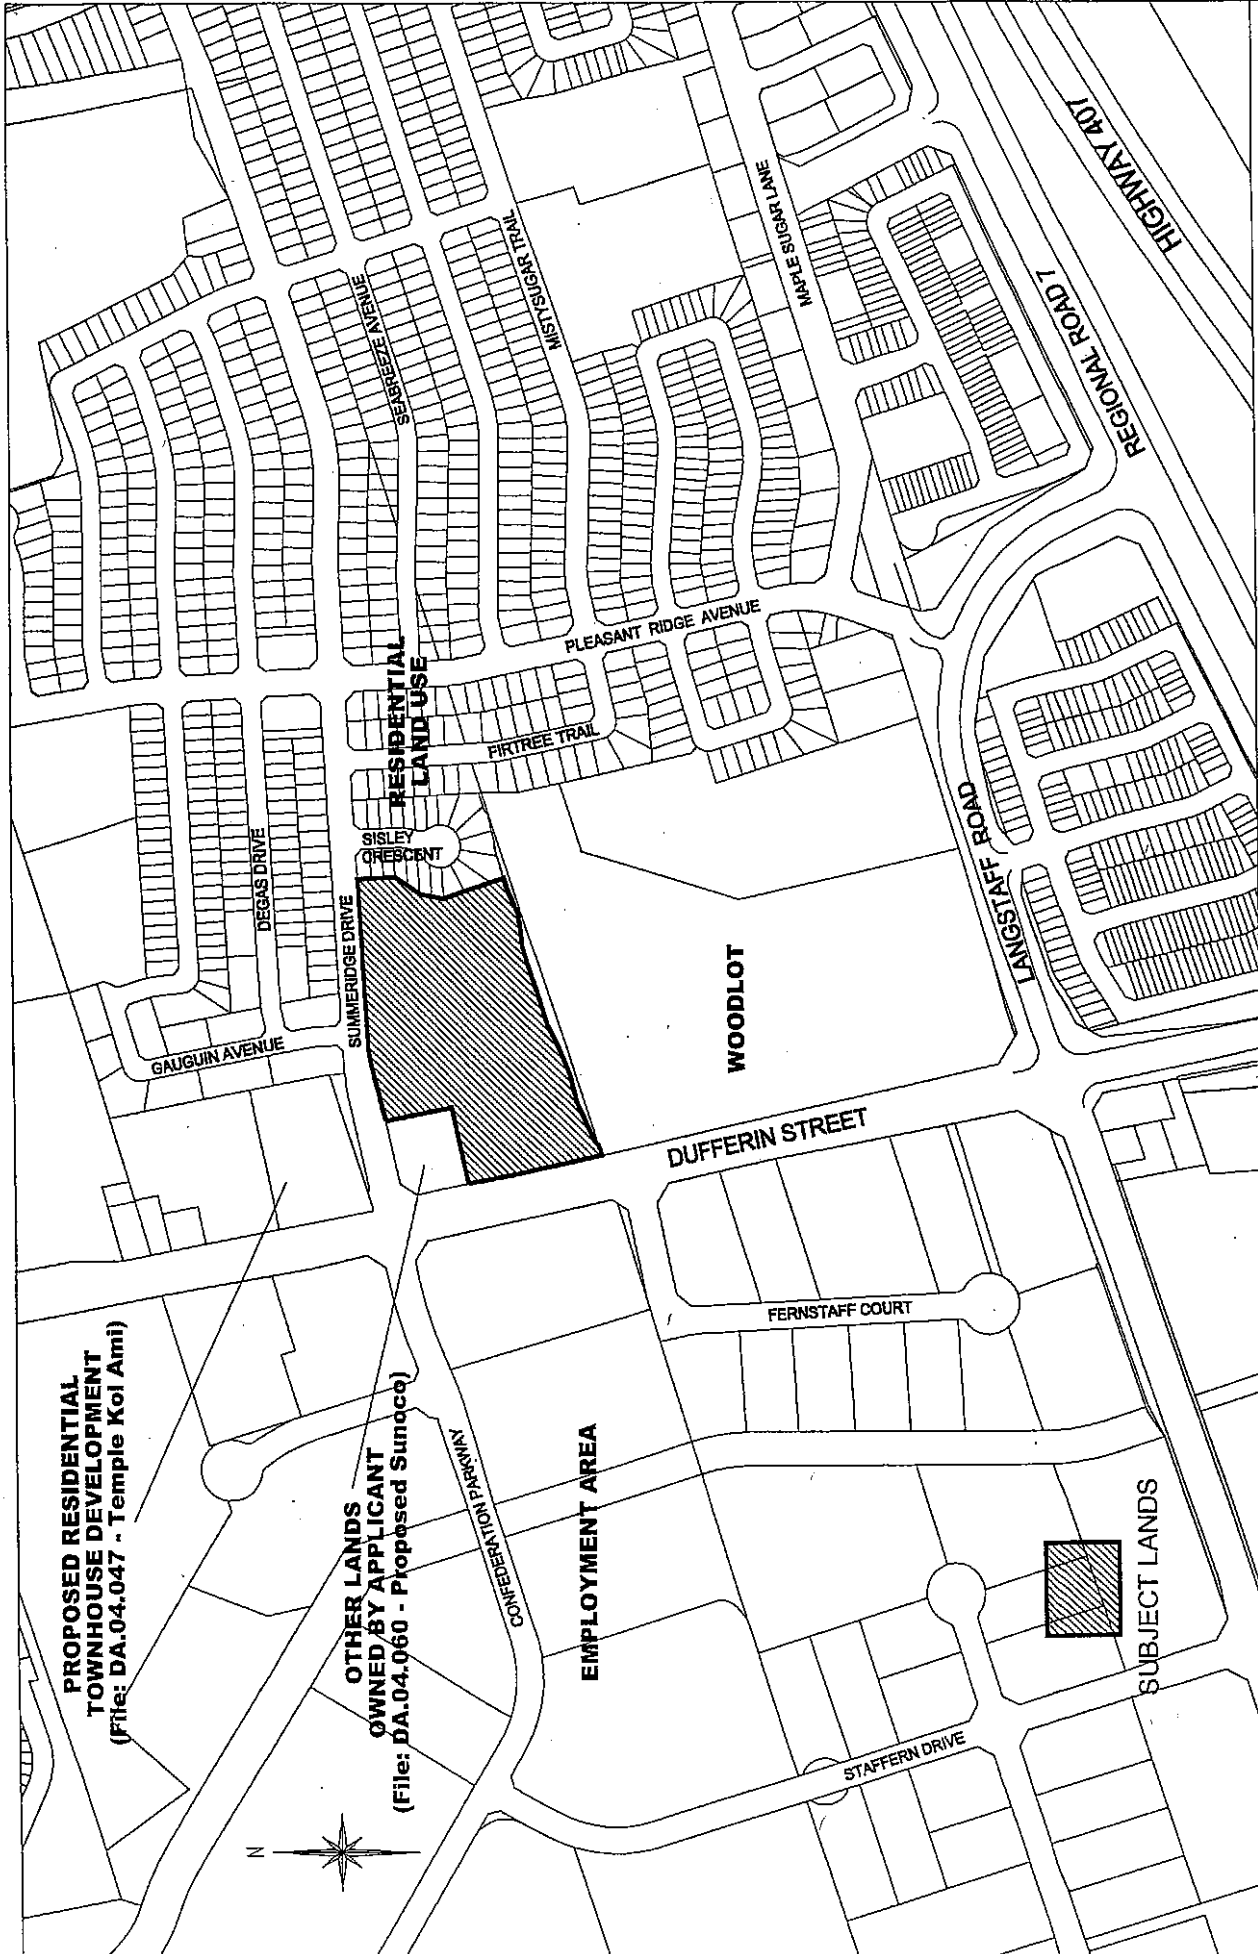 PROPOSED RESIDENTIAL
TOWNHOUSE DEVELOPMENT
(File: DA.04.047 - Temple Kol Ami)
OTHER LANDS
OWNED BY APPLICANT
(File: DA.04.060 - Proposed Sunoco)
N
GAUGUIN AVENUE
DEGAS DRIVE
SUMMERIDGE DRIVE
SISLEY
CRESCENT
RESIDENTIAL
LAND USE
SEABREEZE AVENUE
MISTYSUGAR TRAIL
FIRTREE TRAIL
PLEASANT RIDGE AVENUE
MAPLE SUGAR LANE
HIGHWAY 407
REGIONAL ROAD 7
LANGSTAFF ROAD
WOODLOT
DUFFERIN STREET
CONFEDERATION PARKWAY
EMPLOYMENT AREA
FERNSTAFF COURT
STAFFERN DRIVE
SUBJECT LANDS